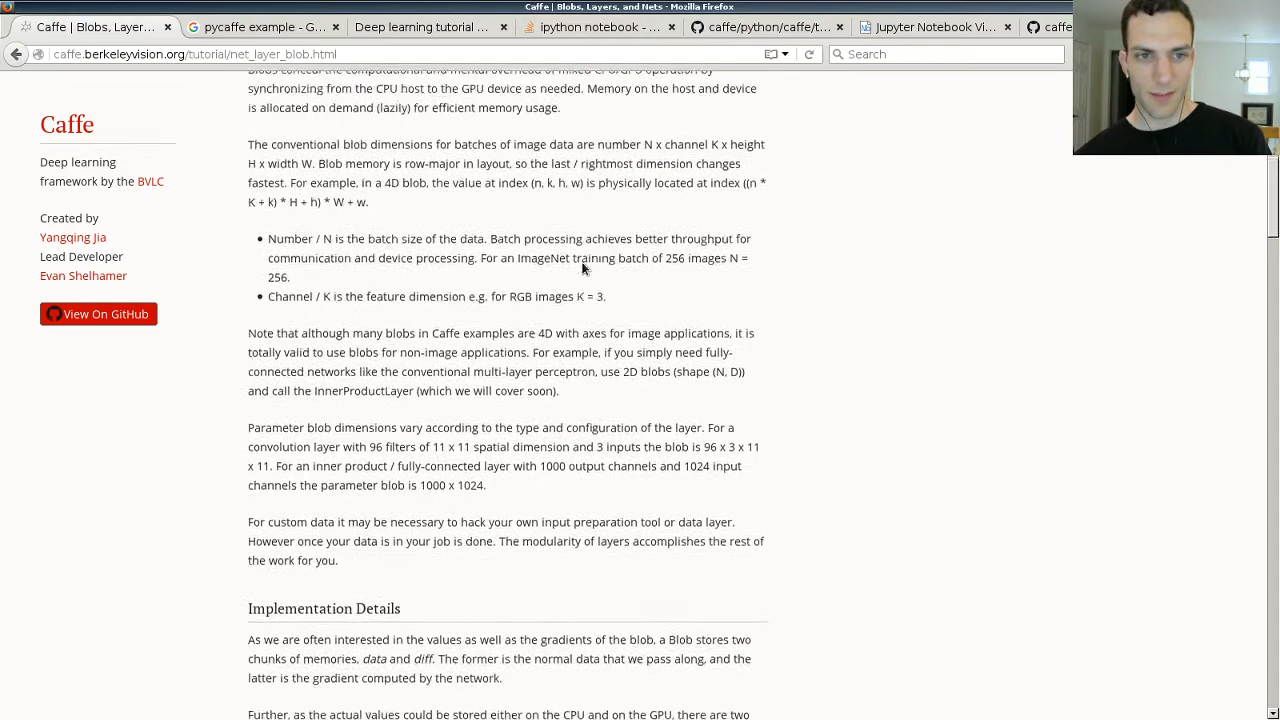 Caffe | Blobs, Layers, and Nets - Mozilla Firefox
Caffe | Blobs, Layer... × pycaffe example - G... × Deep learning tutorial ... × ipython notebook - ... × caffe/python/caffe/t... × Jupyter Notebook Vi... × caffe
caffe.berkeleyvision.org/tutorial/net_layer_blob.html Search
Blobs conceal the computational and mental overhead of mixed CPU/GPU operation by
synchronizing from the CPU host to the GPU device as needed. Memory on the host and device
is allocated on demand (lazily) for efficient memory usage.
Caffe
Deep learning
framework by the BVLC
Created by
Yangqing Jia
Lead Developer
Evan Shelhamer
View On GitHub
The conventional blob dimensions for batches of image data are number N x channel K x height
H x width W. Blob memory is row-major in layout, so the last / rightmost dimension changes
fastest. For example, in a 4D blob, the value at index (n, k, h, w) is physically located at index ((n *
K + k) * H + h) * W + w.
• Number / N is the batch size of the data. Batch processing achieves better throughput for
communication and device processing. For an ImageNet training batch of 256 images N =
256.
• Channel / K is the feature dimension e.g. for RGB images K = 3.
Note that although many blobs in Caffe examples are 4D with axes for image applications, it is
totally valid to use blobs for non-image applications. For example, if you simply need fully-
connected networks like the conventional multi-layer perceptron, use 2D blobs (shape (N, D))
and call the InnerProductLayer (which we will cover soon).
Parameter blob dimensions vary according to the type and configuration of the layer. For a
convolution layer with 96 filters of 11 x 11 spatial dimension and 3 inputs the blob is 96 x 3 x 11
x 11. For an inner product / fully-connected layer with 1000 output channels and 1024 input
channels the parameter blob is 1000 x 1024.
For custom data it may be necessary to hack your own input preparation tool or data layer.
However once your data is in your job is done. The modularity of layers accomplishes the rest of
the work for you.
Implementation Details
As we are often interested in the values as well as the gradients of the blob, a Blob stores two
chunks of memories, data and diff. The former is the normal data that we pass along, and the
latter is the gradient computed by the network.
Further, as the actual values could be stored either on the CPU and on the GPU, there are two